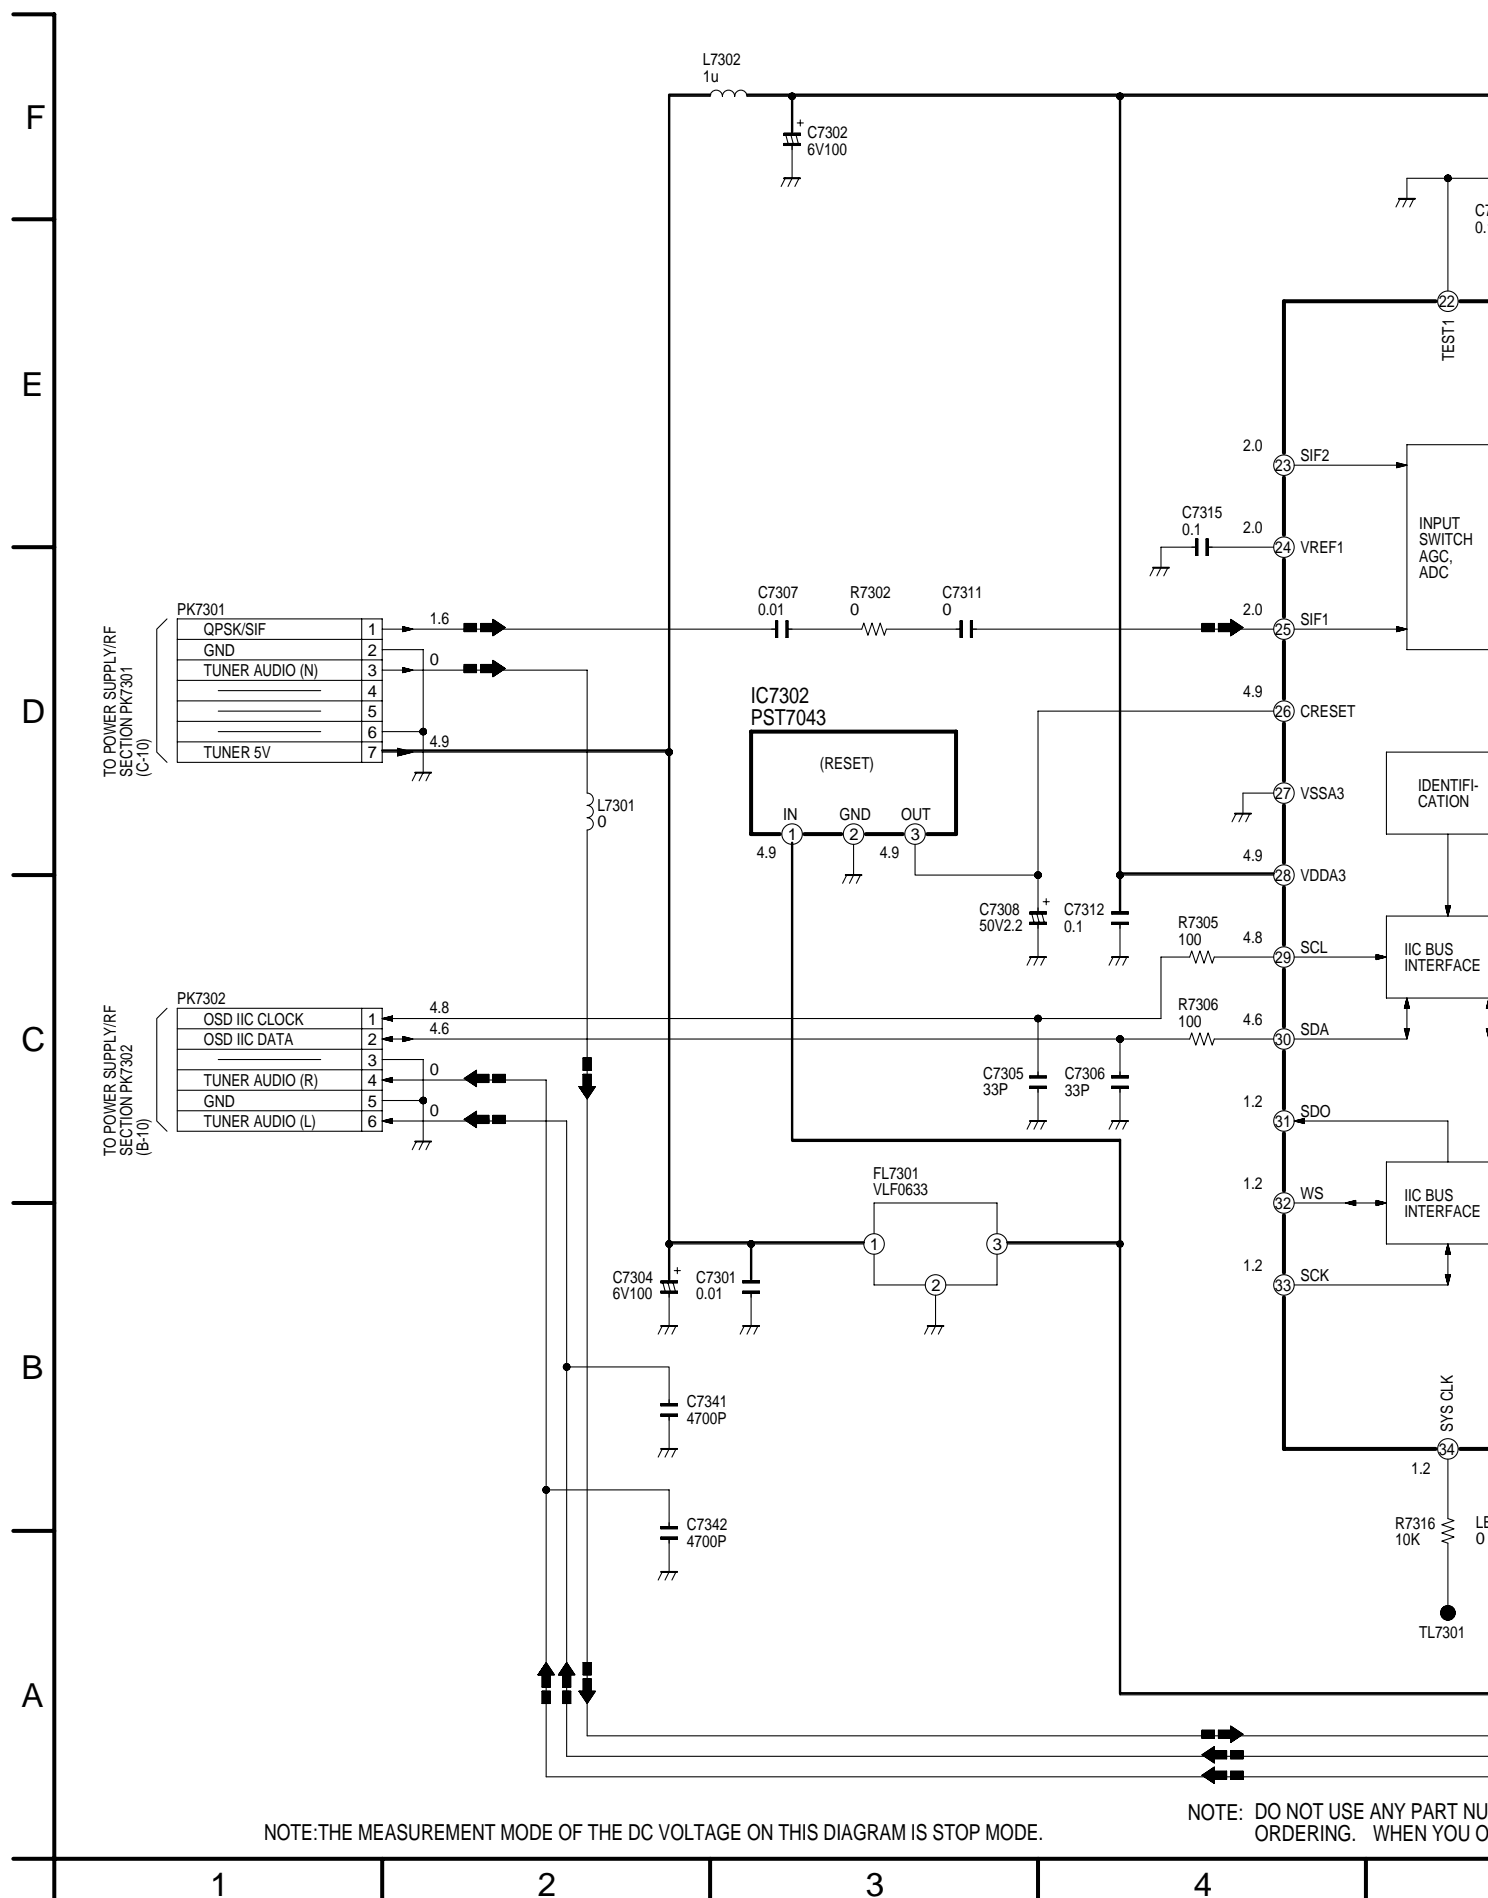 F
L7302
1u
+
C7302
6V100
22
TEST1
E
2.0
23
SIF2
C7315
0.1
2.0
24
VREF1
INPUT
SWITCH
AGC,
ADC
PK7301
TO POWER SUPPLY/RF
SECTION PK7301
(C-10)
QPSK/SIF 1
GND 2
TUNER AUDIO (N) 3
4
5
6
TUNER 5V 7
1.6
0
4.9
C7307
0.01
R7302
0
C7311
0
2.0
25
SIF1
D
IC7302
PST7043
(RESET)
IN GND OUT
1 2 3
4.9
4.9
4.9
26
CRESET
27
VSSA3
IDENTIFI-
CATION
L7301
0
4.9
28
VDDA3
C7308
50V2.2
+
C7312
0.1
R7305
100
4.8
29
SCL
IIC BUS
INTERFACE
C
PK7302
TO POWER SUPPLY/RF
SECTION PK7302
(B-10)
OSD IIC CLOCK 1
OSD IIC DATA 2
3
TUNER AUDIO (R) 4
GND 5
TUNER AUDIO (L) 6
4.8
4.6
0
0
R7306
100
4.6
30
SDA
C7305
33P
C7306
33P
1.2
31
SDO
FL7301
VLF0633
1
3
2
1.2
32
WS
IIC BUS
INTERFACE
C7304
6V100
+
C7301
0.01
1.2
33
SCK
B
C7341
4700P
SYS CLK
34
1.2
C7342
4700P
R7316
10K
0
TL7301
A
NOTE:THE MEASUREMENT MODE OF THE DC VOLTAGE ON THIS DIAGRAM IS STOP MODE.
NOTE: DO NOT USE ANY PART
ORDERING. WHEN YOU
1 2 3 4